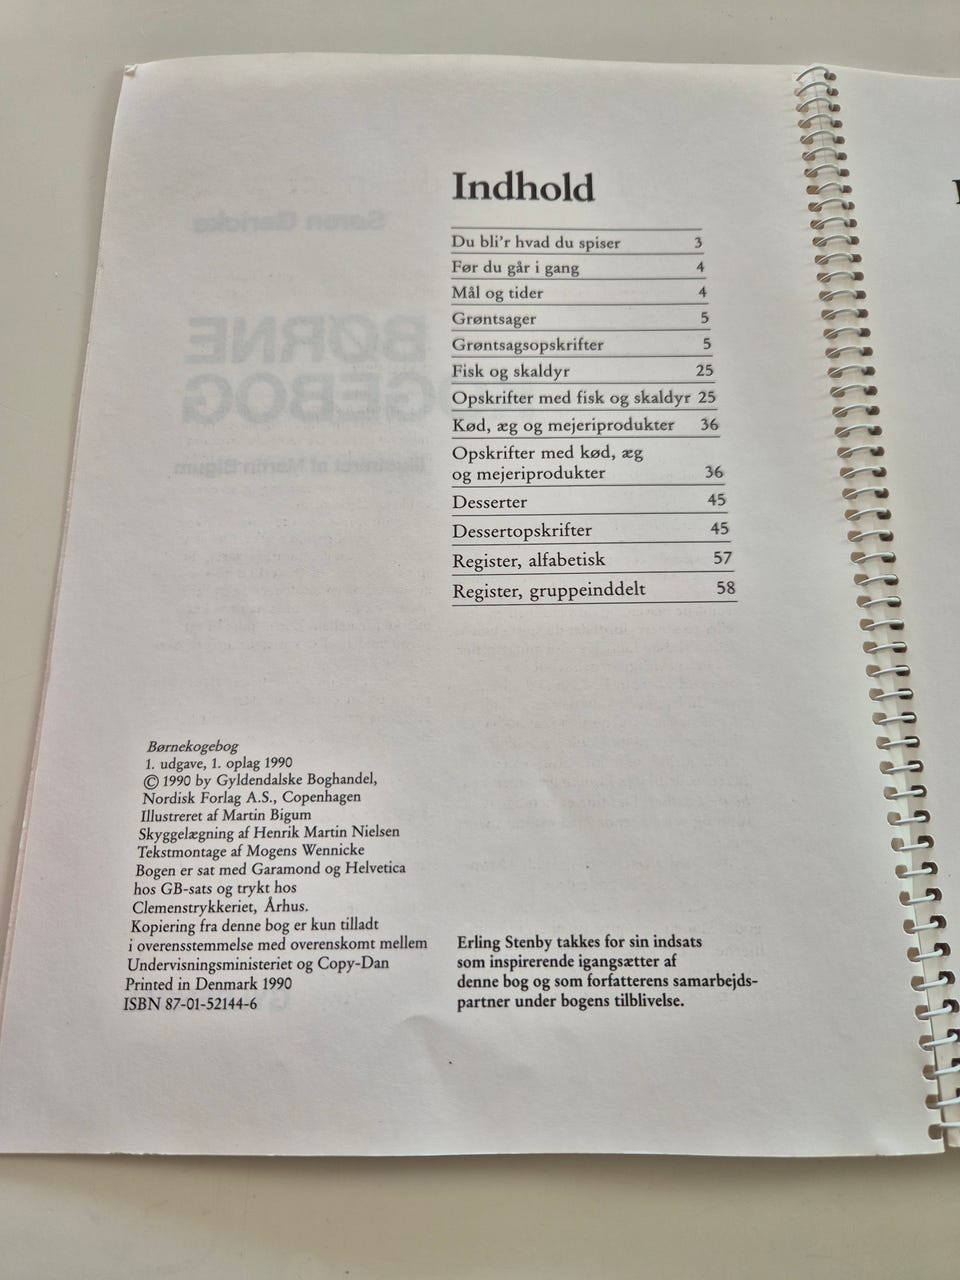 Indhold
Du bli'r hvad du spiser 3
Før du går i gang 4
Mål og tider 4
Grøntsager 5
Grøntsagsopskrifter 5
Fisk og skaldyr 25
Opskrifter med fisk og skaldyr 25
Kød, æg og mejeriprodukter 36
Opskrifter med kød, æg
og mejeriprodukter 36
Desserter 45
Dessertopskrifter 45
Register, alfabetisk 57
Register, gruppeinddelt 58
Børnekogebog
1. udgave, 1. oplag 1990
© 1990 by Gyldendalske Boghandel,
Nordisk Forlag A.S., Copenhagen
Illustreret af Martin Bigum
Skyggelægning af Henrik Martin Nielsen
Tekstmontage af Mogens Wennicke
Bogen er sat med Garamond og Helvetica
hos GB-sats og trykt hos
Clemenstrykkeriet, Århus.
Kopiering fra denne bog er kun tilladt
i overensstemmelse med overenskomt mellem
Undervisningsministeriet og Copy-Dan
Printed in Denmark 1990
ISBN 87-01-52144-6
Erling Stenby takkes for sin indsats
som inspirerende igangsætter af
denne bog og som forfatterens samarbejds-
partner under bogens tilblivelse.